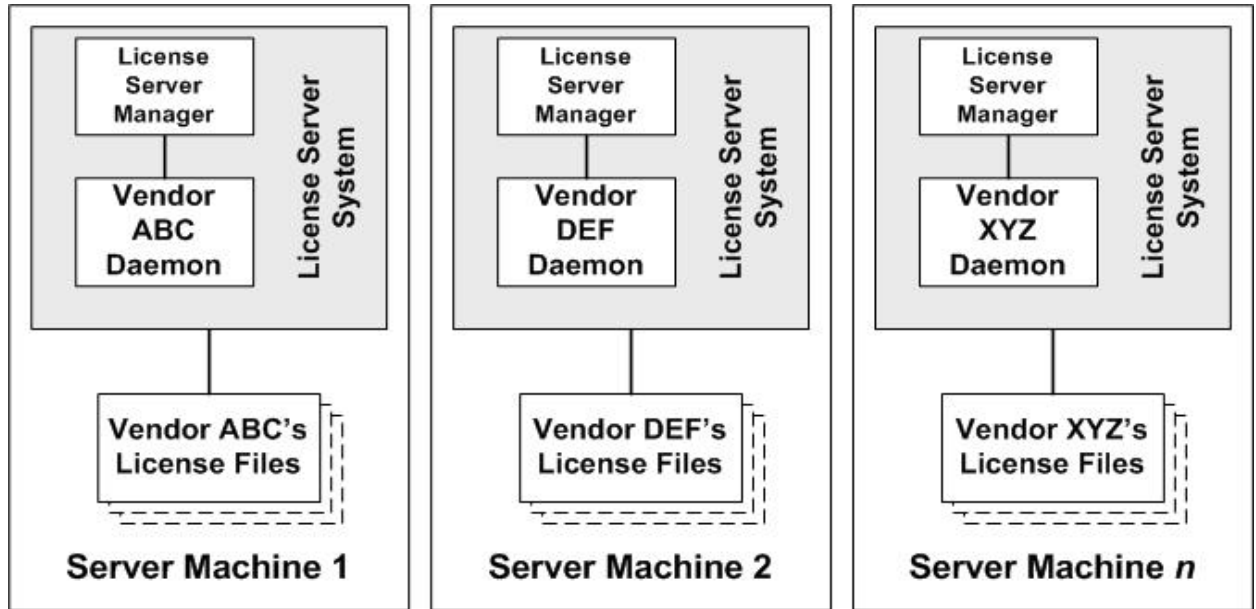 License
Server
Manager
Vendor
ABC
Daemon
License Server
System
Vendor ABC's
License Files
Server Machine 1
License
Server
Manager
Vendor
DEF
Daemon
License Server
System
Vendor DEF's
License Files
Server Machine 2
License
Server
Manager
Vendor
XYZ
Daemon
License Server
System
Vendor XYZ's
License Files
Server Machine n